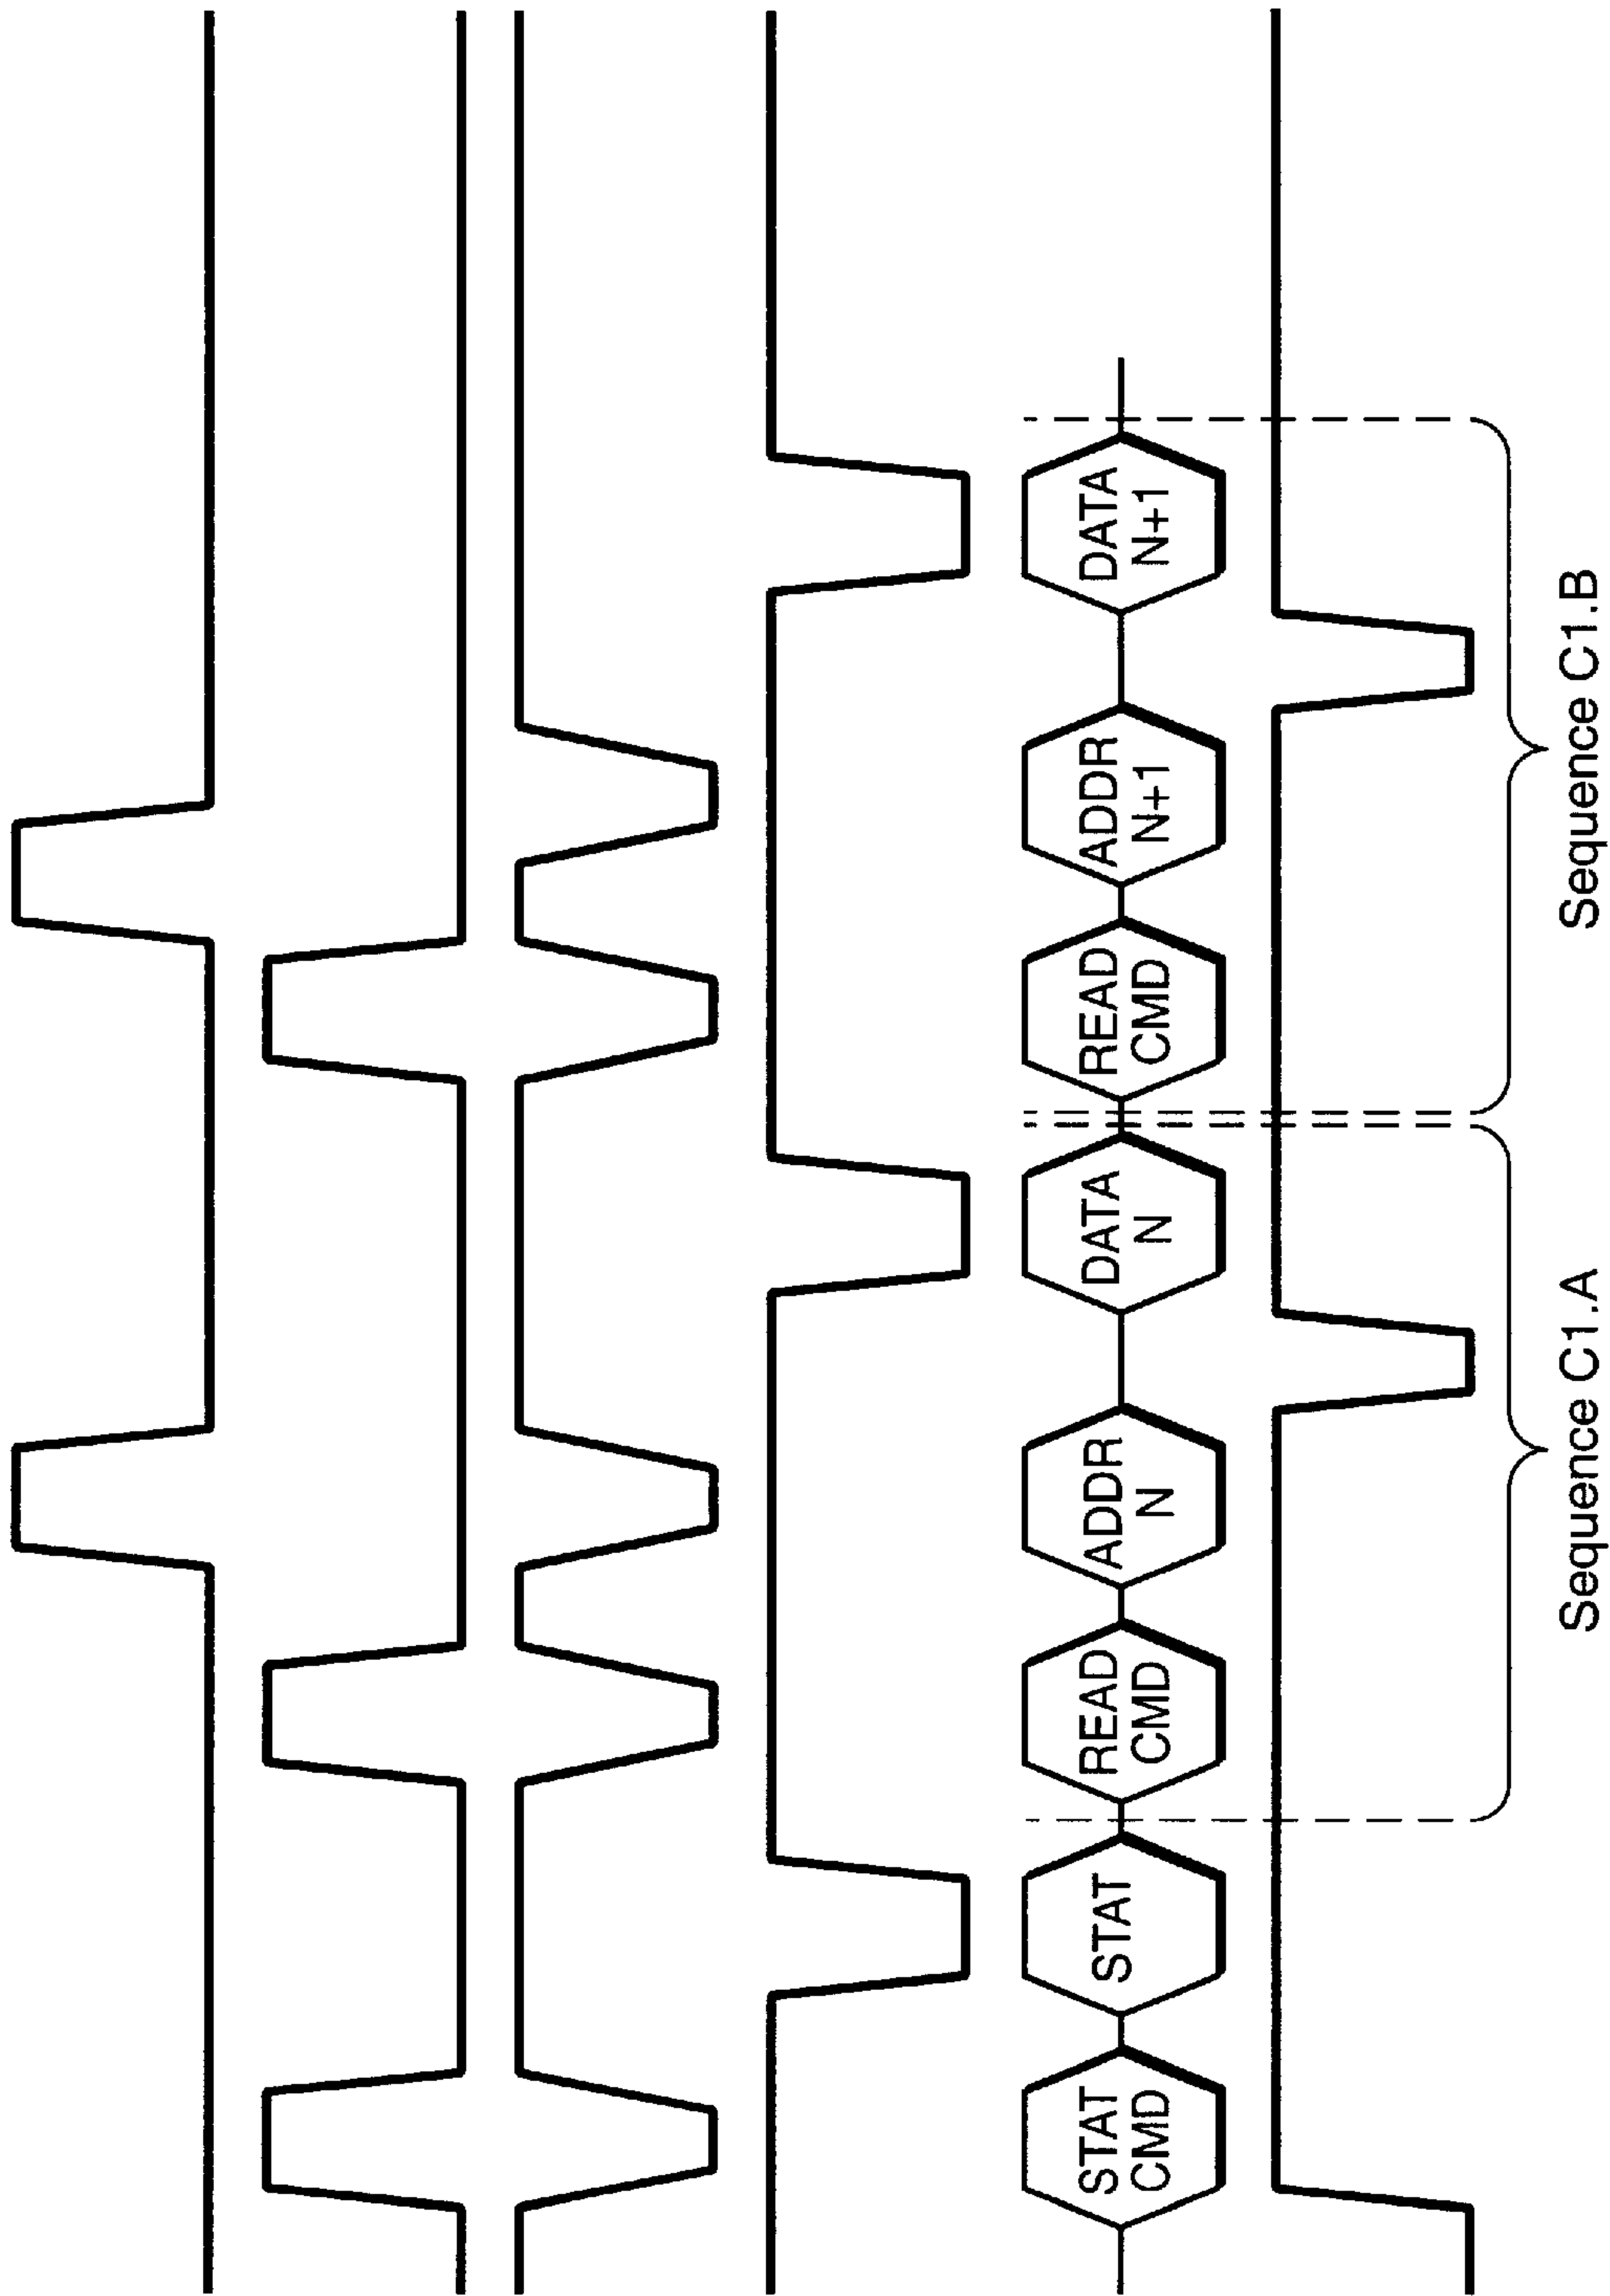 STAT
CMD
STAT
READ
CMD
ADDR
N
DATA
N
READ
CMD
ADDR
N+1
DATA
N+1
Sequence C1.A
Sequence C1.B